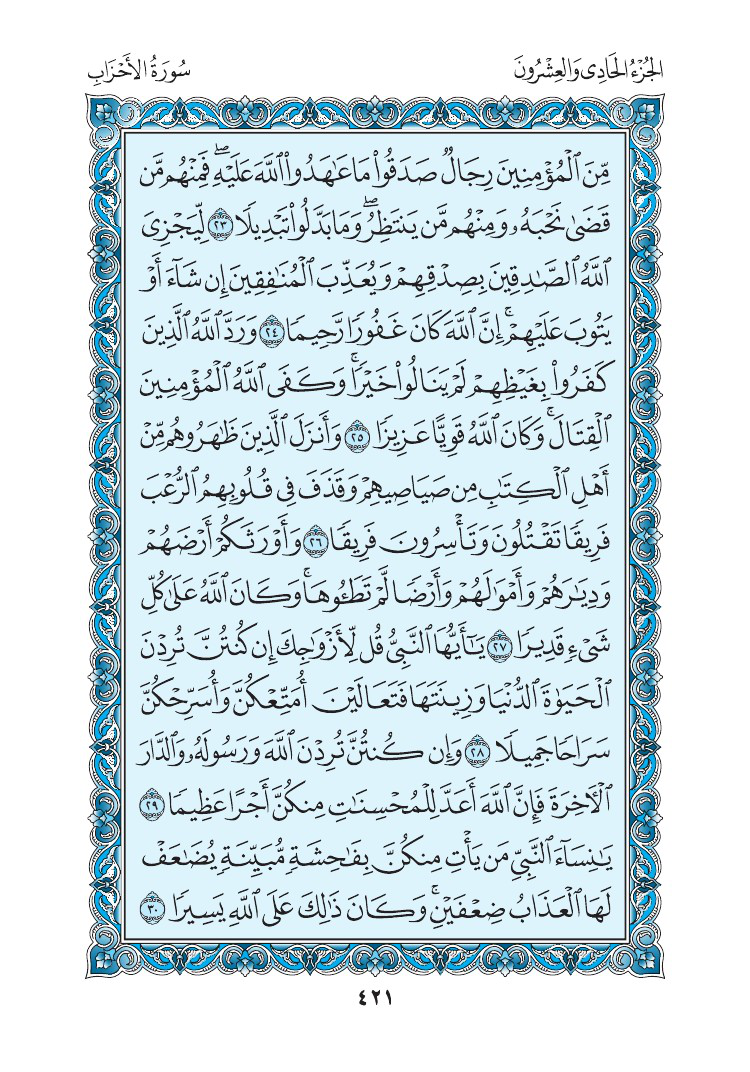 الجُزْءُ الحَادِي وَالعِشْرُونَ
سُورَةُ الأَحْزَابِ
مِّنَ ٱلْمُؤْمِنِينَ رِجَالٌ صَدَقُوا۟ مَا عَٰهَدُوا۟ ٱللَّهَ عَلَيْهِ ۖ فَمِنْهُم مَّن
قَضَىٰ نَحْبَهُۥ وَمِنْهُم مَّن يَنتَظِرُ ۖ وَمَا بَدَّلُوا۟ تَبْدِيلًا ٢٣ لِّيَجْزِىَ
ٱللَّهُ ٱلصَّٰدِقِينَ بِصِدْقِهِمْ وَيُعَذِّبَ ٱلْمُنَٰفِقِينَ إِن شَآءَ أَوْ
يَتُوبَ عَلَيْهِمْ ۚ إِنَّ ٱللَّهَ كَانَ غَفُورًا رَّحِيمًا ٢٤ وَرَدَّ ٱللَّهُ ٱلَّذِينَ
كَفَرُوا۟ بِغَيْظِهِمْ لَمْ يَنَالُوا۟ خَيْرًا ۚ وَكَفَى ٱللَّهُ ٱلْمُؤْمِنِينَ
ٱلْقِتَالَ ۚ وَكَانَ ٱللَّهُ قَوِيًّا عَزِيزًا ٢٥ وَأَنزَلَ ٱلَّذِينَ ظَٰهَرُوهُم مِّنْ
أَهْلِ ٱلْكِتَٰبِ مِن صَيَاصِيهِمْ وَقَذَفَ فِى قُلُوبِهِمُ ٱلرُّعْبَ
فَرِيقًا تَقْتُلُونَ وَتَأْسِرُونَ فَرِيقًا ٢٦ وَأَوْرَثَكُمْ أَرْضَهُمْ
وَدِيَٰرَهُمْ وَأَمْوَٰلَهُمْ وَأَرْضًا لَّمْ تَطَـُٔوهَا ۚ وَكَانَ ٱللَّهُ عَلَىٰ كُلِّ
شَىْءٍ قَدِيرًا ٢٧ يَٰٓأَيُّهَا ٱلنَّبِىُّ قُل لِّأَزْوَٰجِكَ إِن كُنتُنَّ تُرِدْنَ
ٱلْحَيَوٰةَ ٱلدُّنْيَا وَزِينَتَهَا فَتَعَالَيْنَ أُمَتِّعْكُنَّ وَأُسَرِّحْكُنَّ
سَرَاحًا جَمِيلًا ٢٨ وَإِن كُنتُنَّ تُرِدْنَ ٱللَّهَ وَرَسُولَهُۥ وَٱلدَّارَ
ٱلْءَاخِرَةَ فَإِنَّ ٱللَّهَ أَعَدَّ لِلْمُحْسِنَٰتِ مِنكُنَّ أَجْرًا عَظِيمًا ٢٩
يَٰنِسَآءَ ٱلنَّبِىِّ مَن يَأْتِ مِنكُنَّ بِفَٰحِشَةٍ مُّبَيِّنَةٍ يُضَٰعَفْ
لَهَا ٱلْعَذَابُ ضِعْفَيْنِ ۚ وَكَانَ ذَٰلِكَ عَلَى ٱللَّهِ يَسِيرًا ٣٠
٤٢١